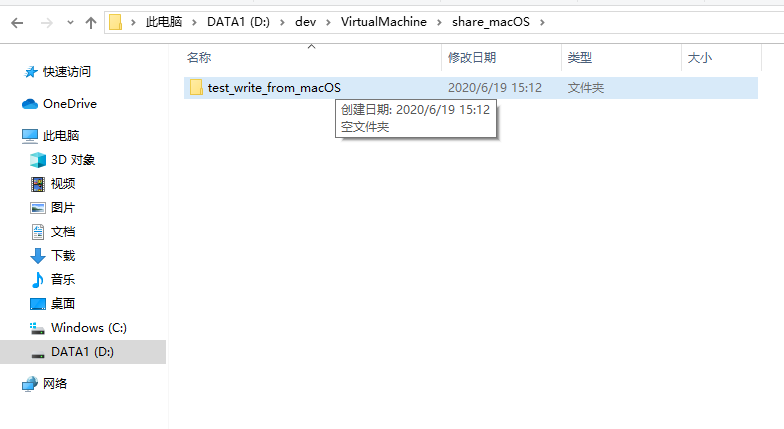 此电脑 > DATA1 (D:) > dev > VirtualMachine > share_macOS >
名称 修改日期 类型 大小
test_write_from_macOS 2020/6/19 15:12 文件夹
创建日期: 2020/6/19 15:12
空文件夹
快速访问
OneDrive
此电脑
3D 对象
视频
图片
文档
下载
音乐
桌面
Windows (C:)
DATA1 (D:)
网络